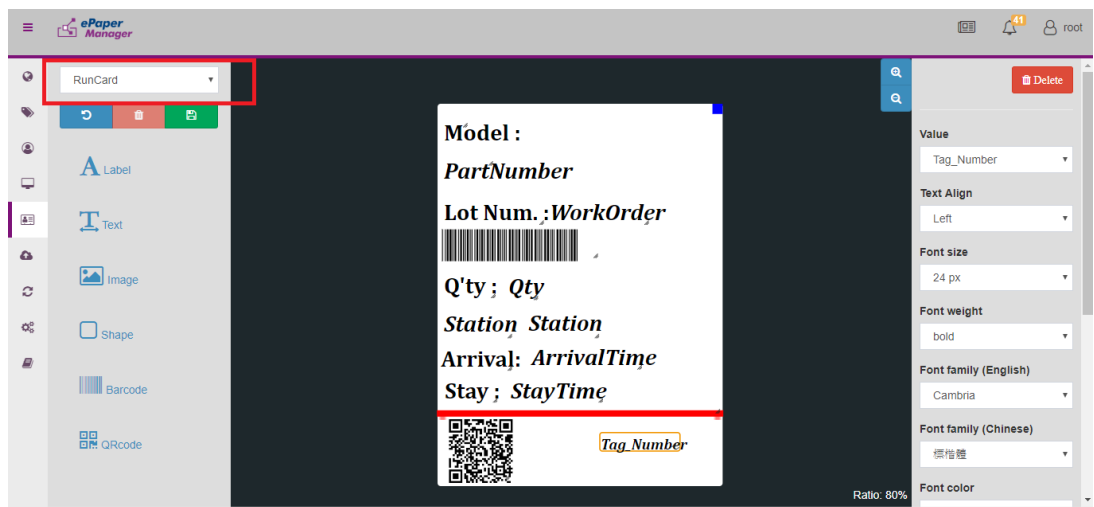 ePaper
Manager
41
root
RunCard
Label
Text
Image
Shape
Barcode
QRcode
Model :
PartNumber
Lot Num. :WorkOrder
Q'ty ; Qty
Station Station
Arrival: ArrivalTime
Stay ; StayTime
Tag_Number
Ratio: 80%
Delete
Value
Tag_Number
Text Align
Left
Font size
24 px
Font weight
bold
Font family (English)
Cambria
Font family (Chinese)
標楷體
Font color